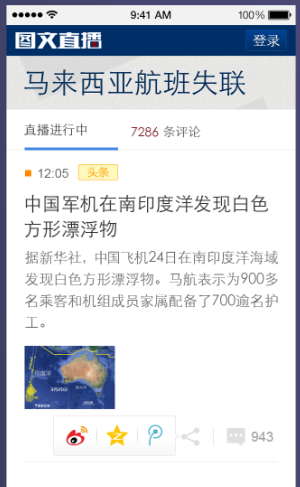 9:41 AM
100%
图文直播
登录
马来西亚航班失联
直播进行中
7286 条评论
12:05
头条
中国军机在南印度洋发现白色
方形漂浮物
据新华社, 中国飞机24日在南印度洋海域
发现白色方形漂浮物。马航表示为900多
名乘客和机组成员家属配备了700逾名护
工。
943